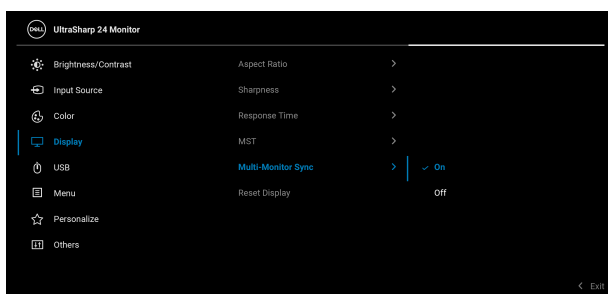 DELL UltraSharp 24 Monitor
Brightness/Contrast Aspect Ratio >
Input Source Sharpness >
Color Response Time >
Display MST >
USB Multi-Monitor Sync > ✓ On
Menu Reset Display Off
Personalize
Others
< Exit